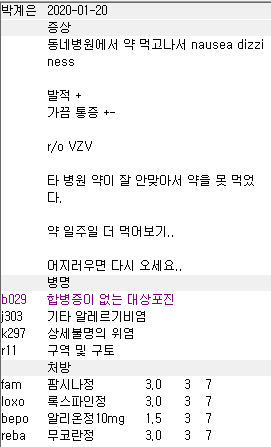 박계은 2020-01-20
증상
동네병원에서 약 먹고나서 nausea dizzi
ness
발적 +
가끔 통증 +-
r/o VZV
타 병원 약이 잘 안맞아서 약을 못 먹었
다.
약 일주일 더 먹어보기..
어지러우면 다시 오세요..
병명
b029 합병증이 없는 대상포진
j303 기타 알레르기비염
k297 상세불명의 위염
r11 구역 및 구토
처방
fam 팜시나정 3.0 3 7
loxo 록스파인정 3.0 3 7
bepo 알리온정10mg 1.5 3 7
reba 무코란정 3.0 3 7